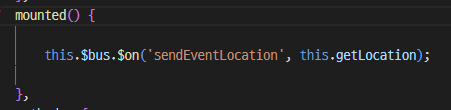 mounted() {
this.$bus.$on('sendEventLocation', this.getLocation);
},